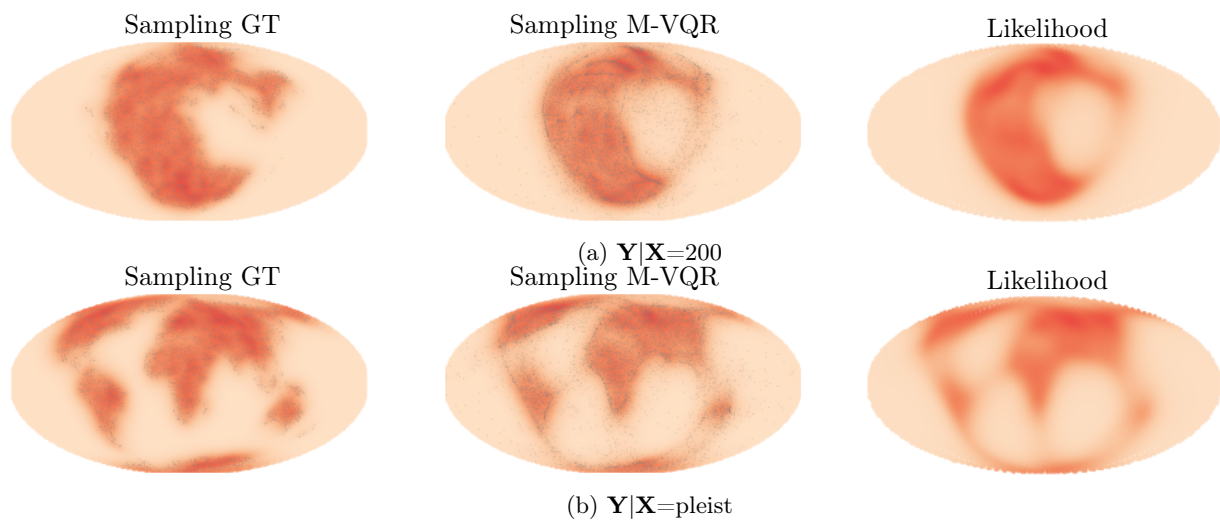 Sampling GT
Sampling M-VQR
Likelihood
(a) Y|X=200
Sampling GT
Sampling M-VQR
Likelihood
(b) Y|X=pleist